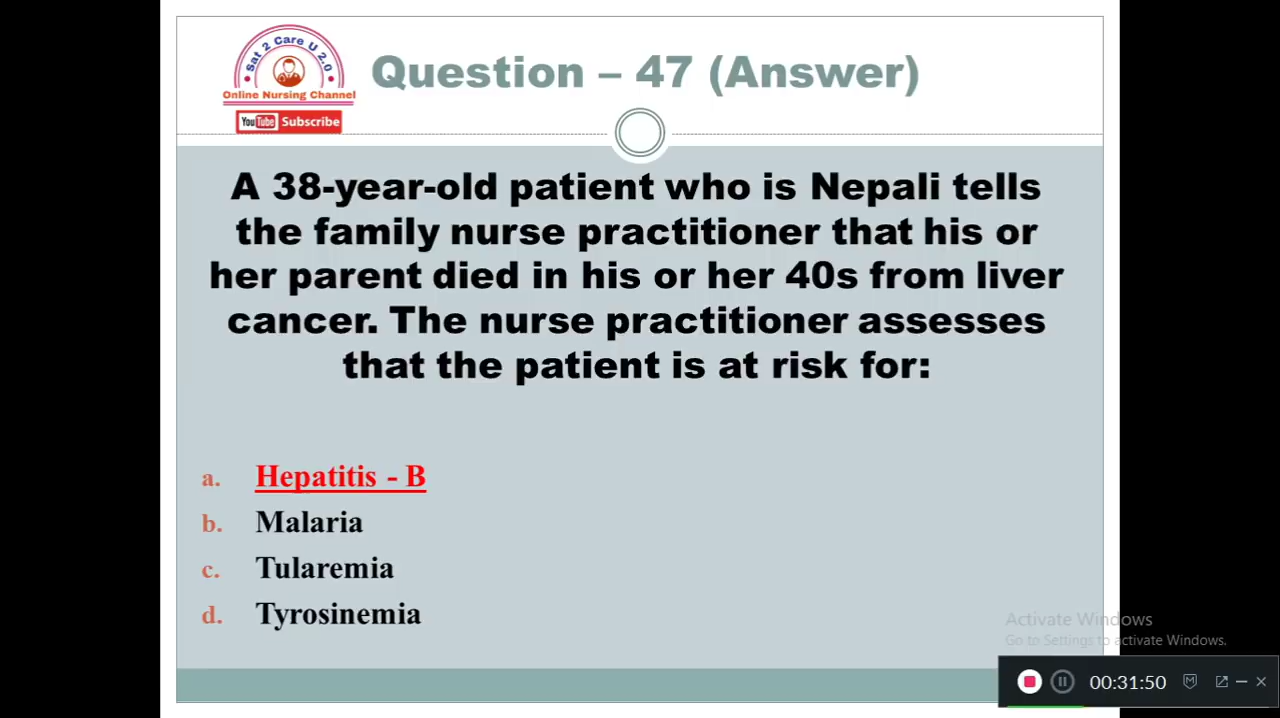 Sat 2 Care U 2.0
Online Nursing Channel
YouTube Subscribe
Question – 47 (Answer)
A 38-year-old patient who is Nepali tells
the family nurse practitioner that his or
her parent died in his or her 40s from liver
cancer. The nurse practitioner assesses
that the patient is at risk for:
a. Hepatitis - B
b. Malaria
c. Tularemia
d. Tyrosinemia
Activate Windows
Go to Settings to activate Windows.
00:31:50